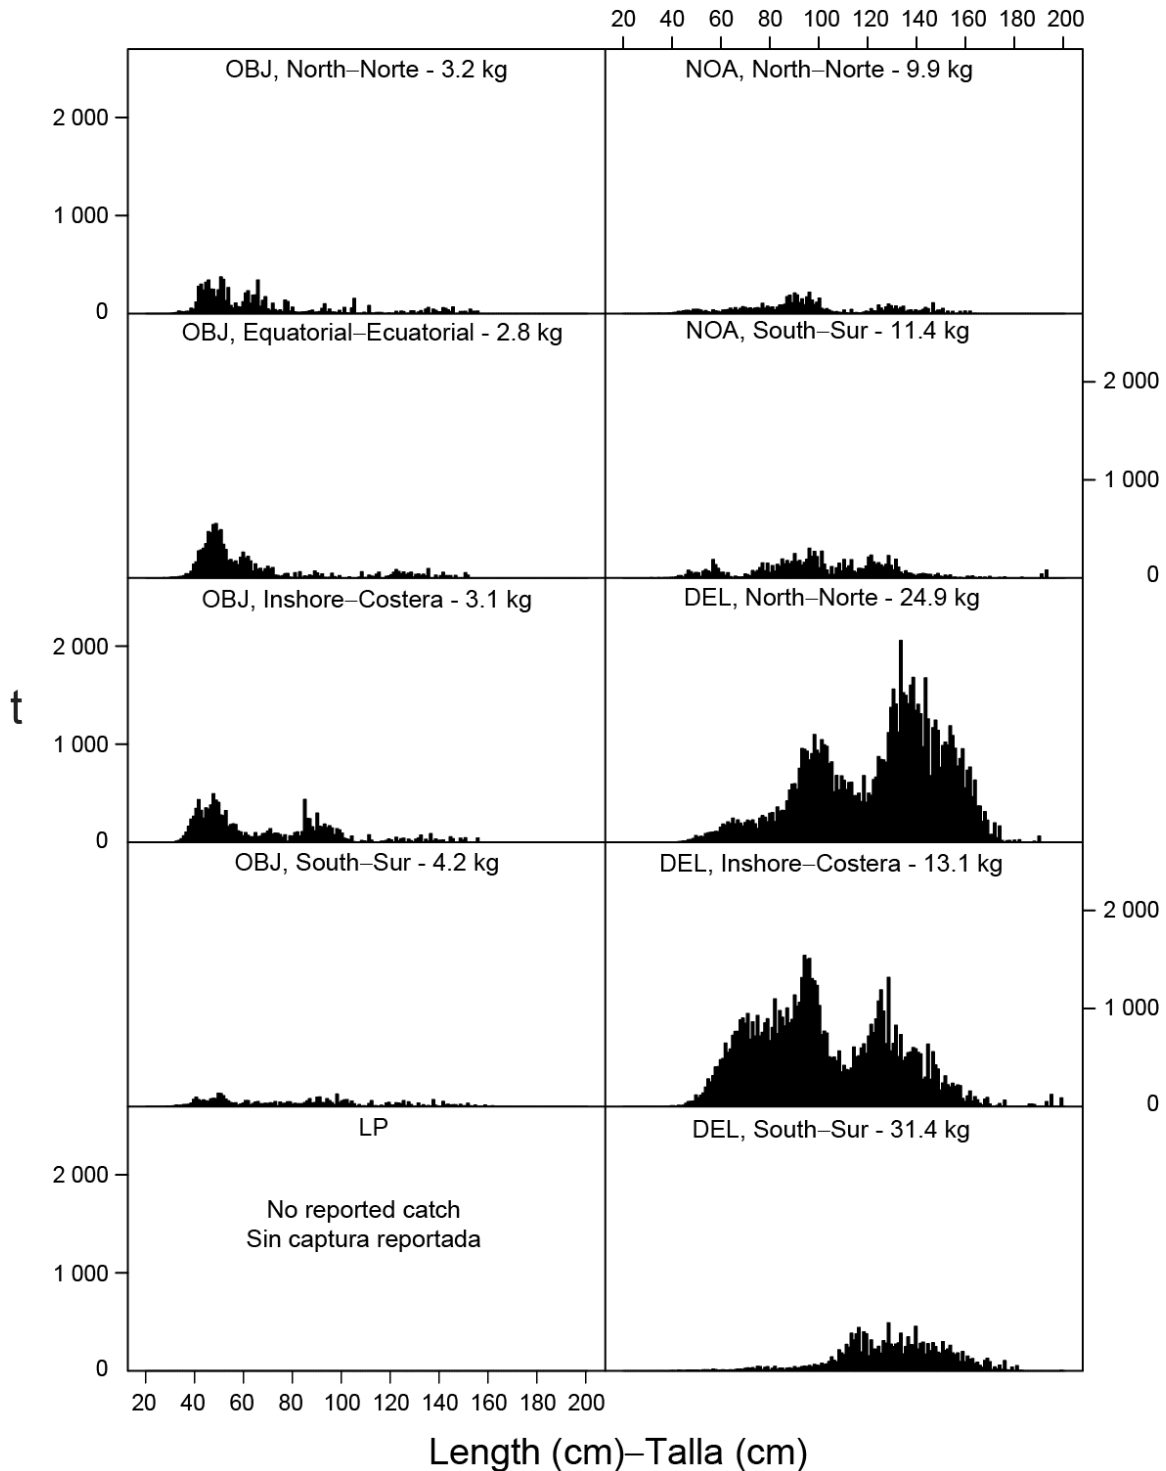 20 40 60 80 100 120 140 160 180 200
OBJ, North–Norte - 3.2 kg
NOA, North–Norte - 9.9 kg
2 000
1 000
0
OBJ, Equatorial–Ecuatorial - 2.8 kg
NOA, South–Sur - 11.4 kg
2 000
1 000
0
OBJ, Inshore–Costera - 3.1 kg
DEL, North–Norte - 24.9 kg
2 000
t
1 000
0
OBJ, South–Sur - 4.2 kg
DEL, Inshore–Costera - 13.1 kg
2 000
1 000
0
LP
DEL, South–Sur - 31.4 kg
2 000
No reported catch
Sin captura reportada
1 000
0
20 40 60 80 100 120 140 160 180 200
Length (cm)–Talla (cm)